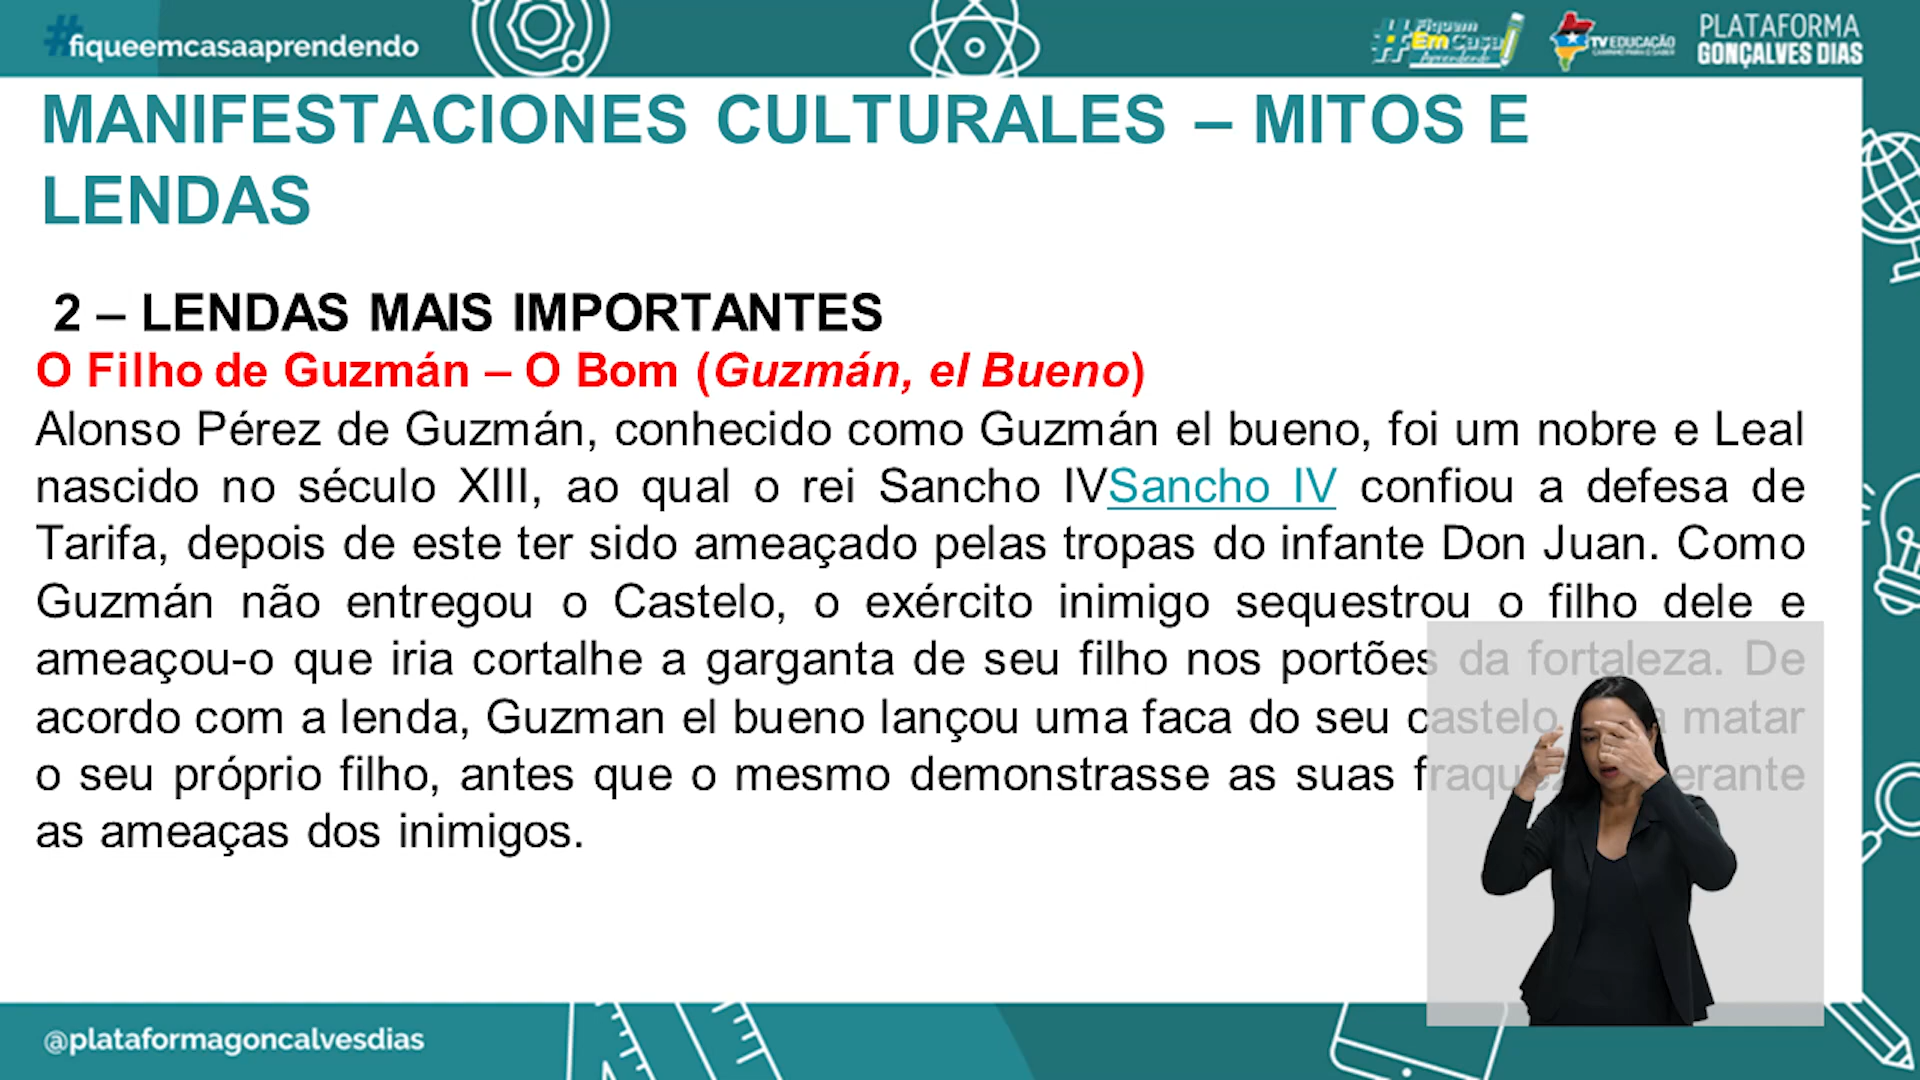 #fiqueemcasaaprendendo
#Fiquem Em Casa Aprendendo
TV EDUCAÇÃO
PLATAFORMA
GONÇALVES DIAS
MANIFESTACIONES CULTURALES – MITOS E
LENDAS
2 – LENDAS MAIS IMPORTANTES
O Filho de Guzmán – O Bom (Guzmán, el Bueno)
Alonso Pérez de Guzmán, conhecido como Guzmán el bueno, foi um nobre e Leal
nascido no século XIII, ao qual o rei Sancho IVSancho IV confiou a defesa de
Tarifa, depois de este ter sido ameaçado pelas tropas do infante Don Juan. Como
Guzmán não entregou o Castelo, o exército inimigo sequestrou o filho dele e
ameaçou-o que iria cortalhe a garganta de seu filho nos portões da fortaleza. De
acordo com a lenda, Guzman el bueno lançou uma faca do seu castelo matar
o seu próprio filho, antes que o mesmo demonstrasse as suas
as ameaças dos inimigos.
@plataformagoncalvesdias